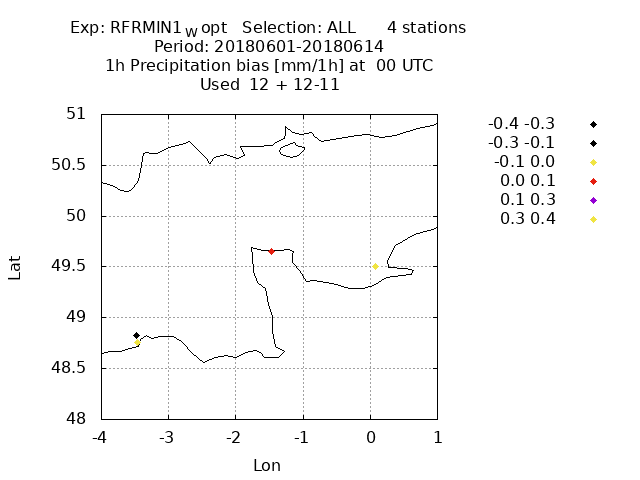 Exp: RFRMIN1_W opt   Selection: ALL      4 stations
Period: 20180601-20180614
1h Precipitation bias [mm/1h] at  00 UTC
Used  12 + 12-11
-0.4 -0.3
-0.3 -0.1
-0.1 0.0
0.0 0.1
0.1 0.3
0.3 0.4
51
50.5
50
49.5
49
48.5
48
Lat
-4 -3 -2 -1 0 1
Lon